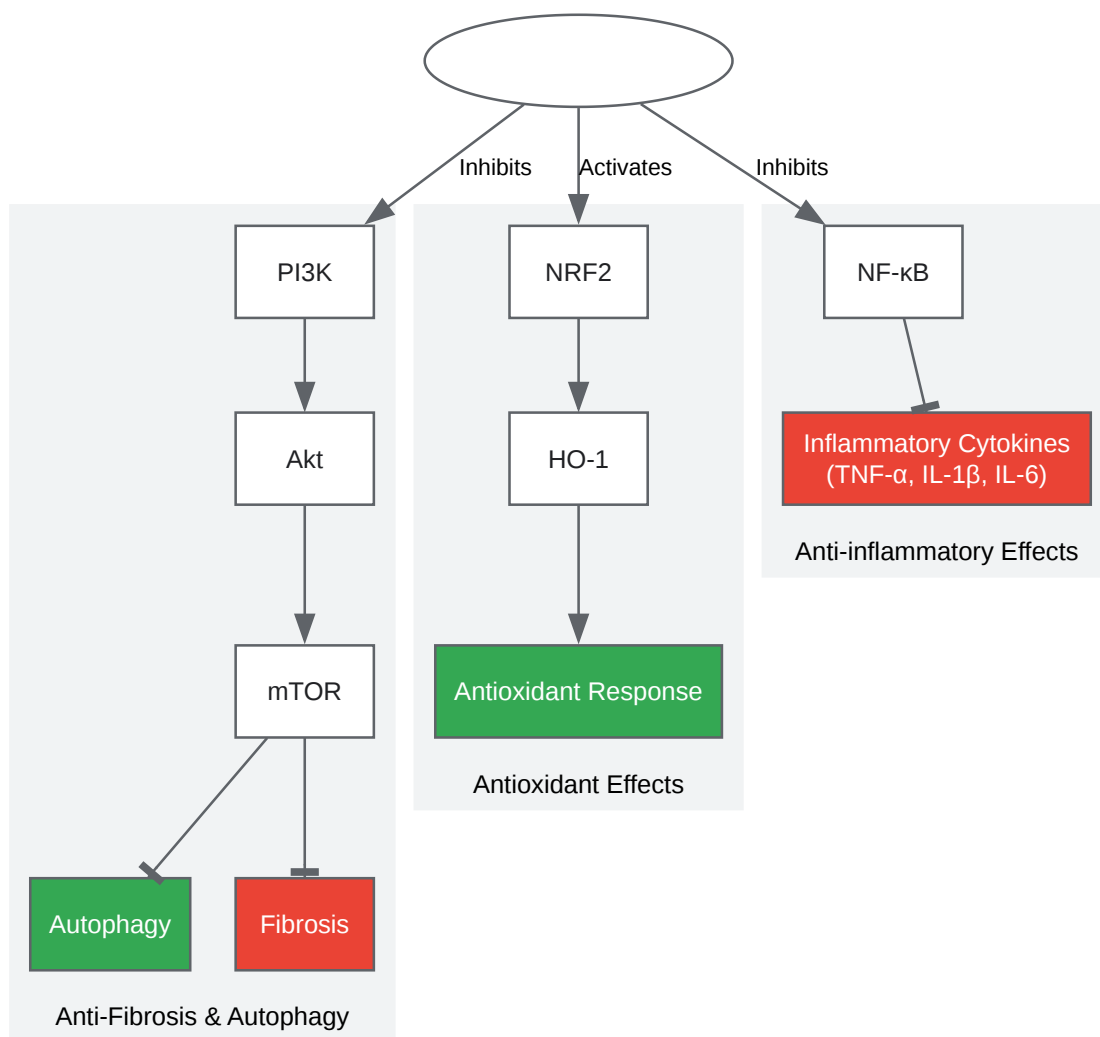 Inhibits
Activates
Inhibits
PI3K
NRF2
NF-κB
Akt
HO-1
Inflammatory Cytokines
(TNF-α, IL-1β, IL-6)
Anti-inflammatory Effects
mTOR
Antioxidant Response
Antioxidant Effects
Autophagy
Fibrosis
Anti-Fibrosis & Autophagy